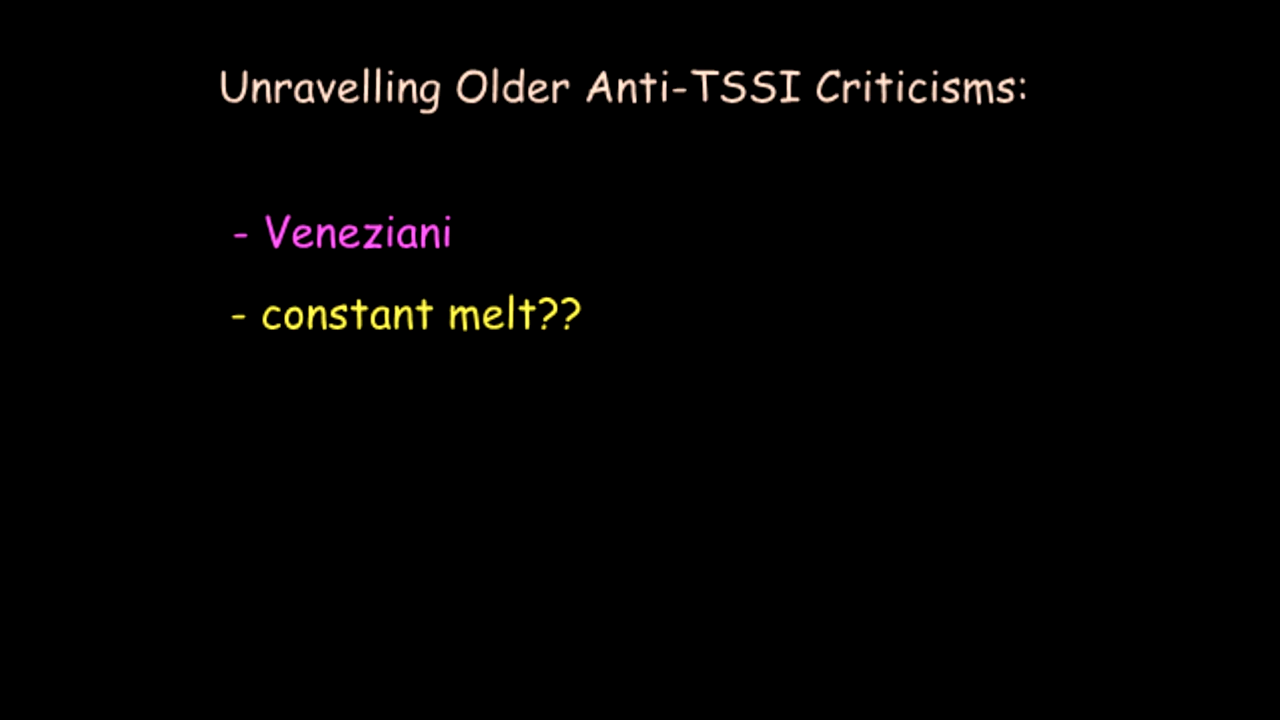 Unravelling Older Anti-TSSI Criticisms:
- Veneziani
- constant melt??